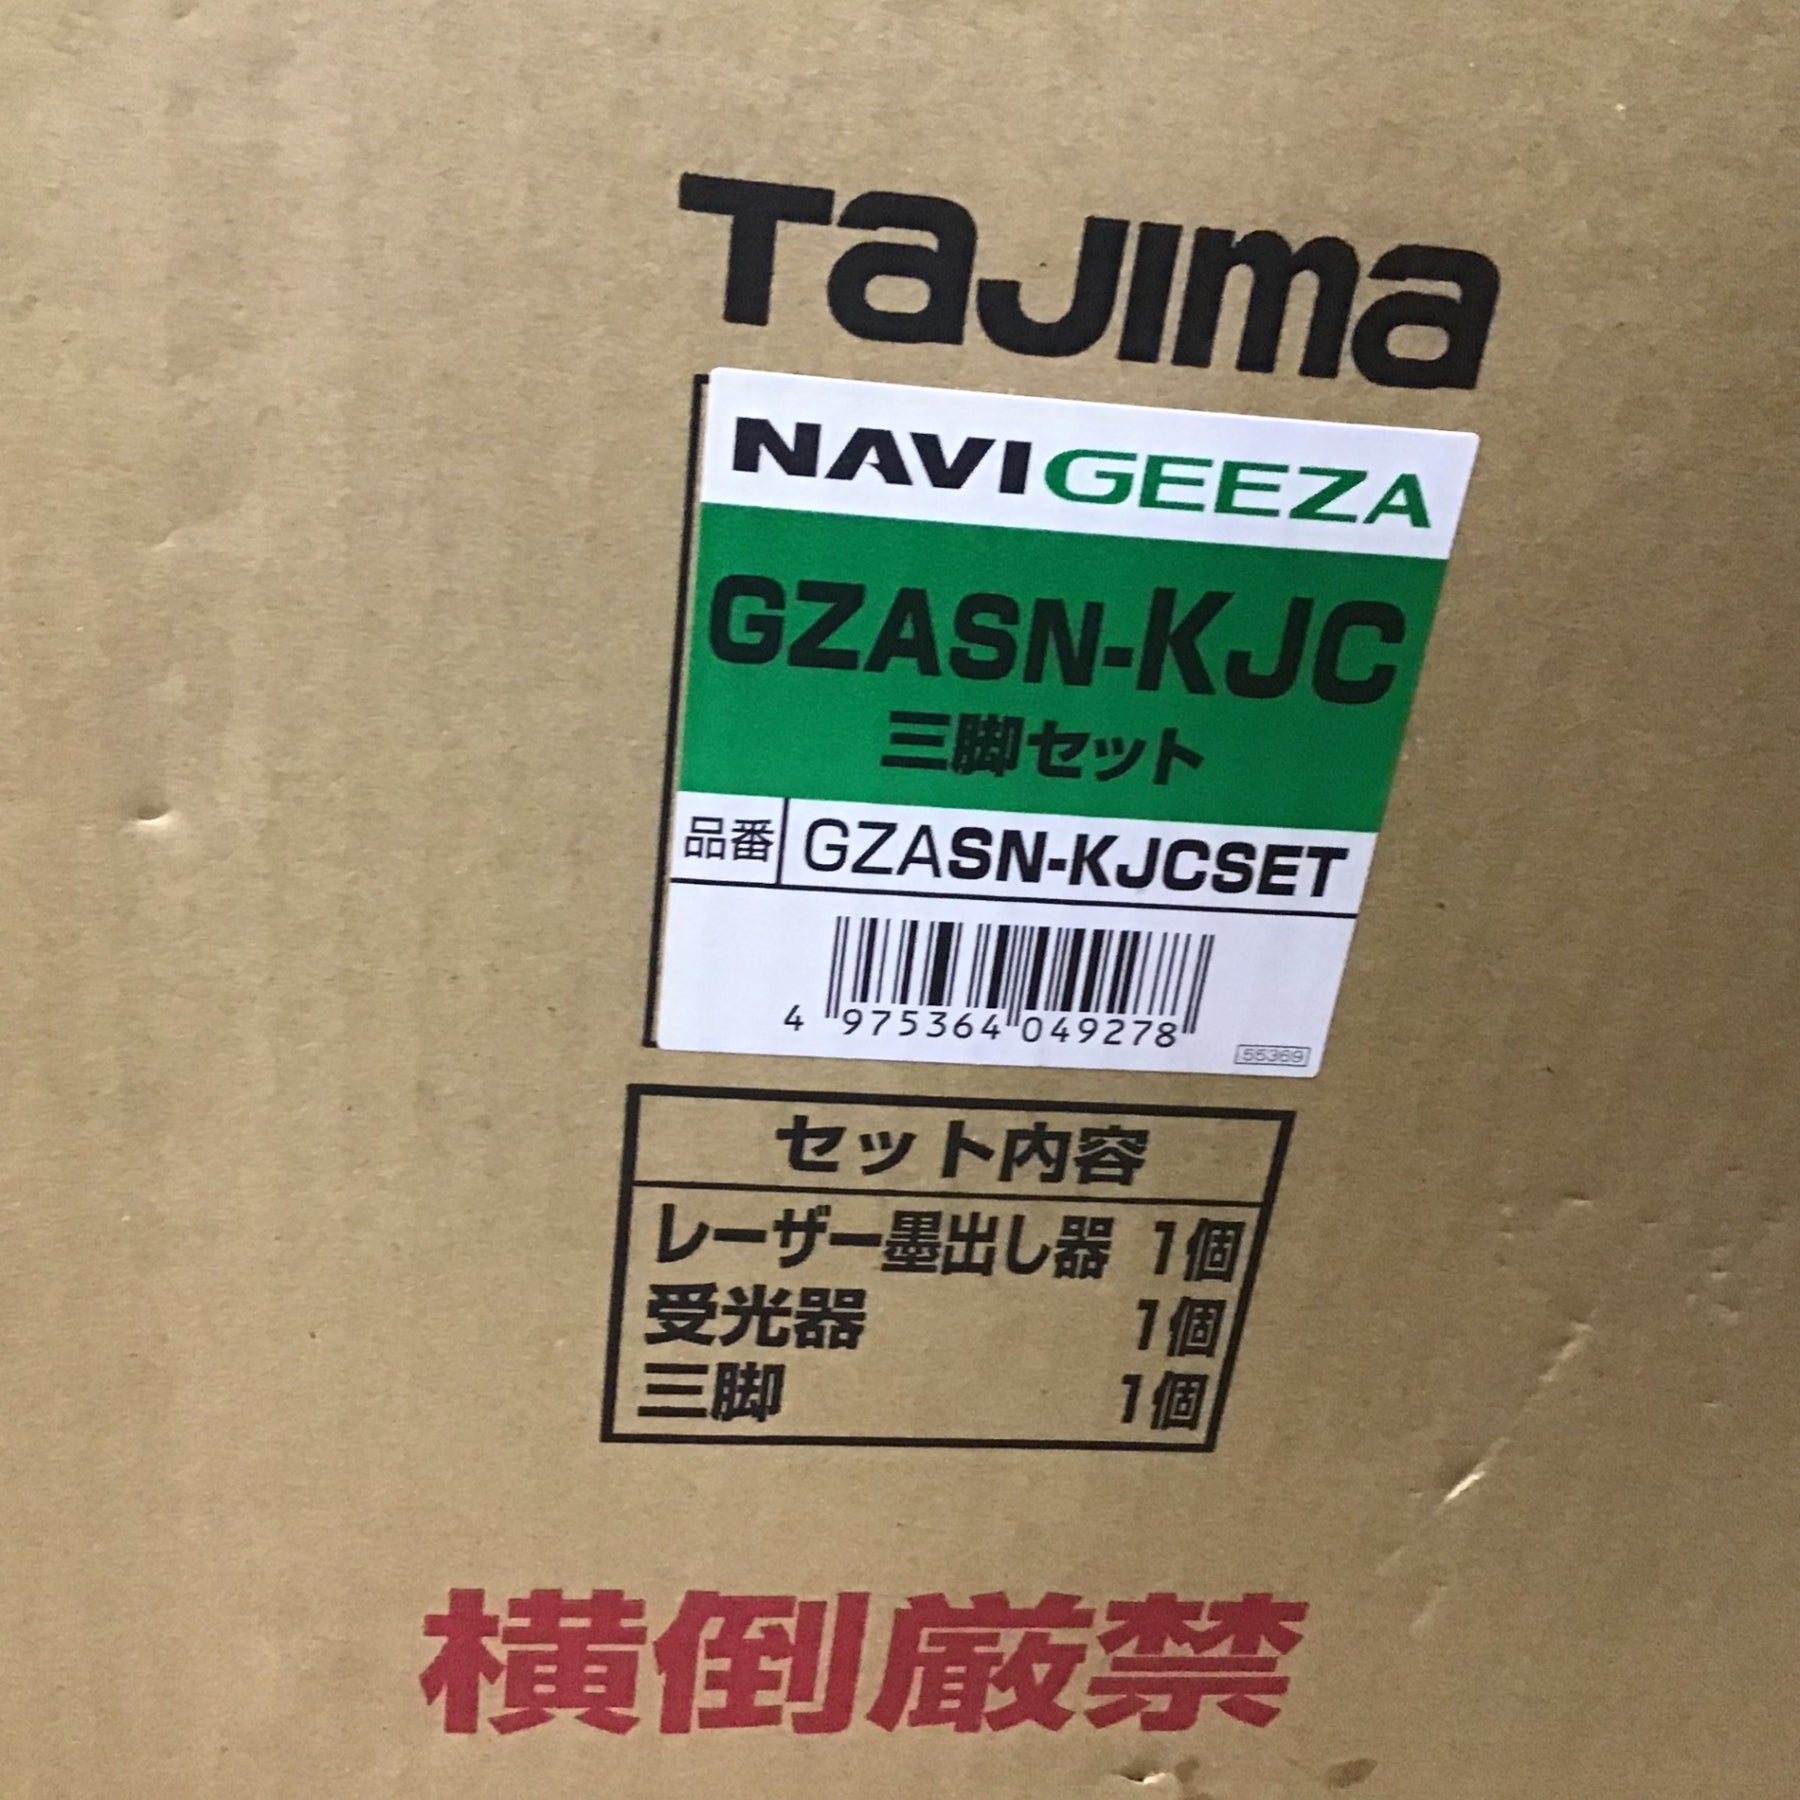 TaJIma
NAVIGEEZA
GZASN-KJC
三脚セット
品番 GZASN-KJCSET
4 975364 049278
55369
セット内容
レーザー墨出し器 1個
受光器 1個
三脚 1個
横倒厳禁